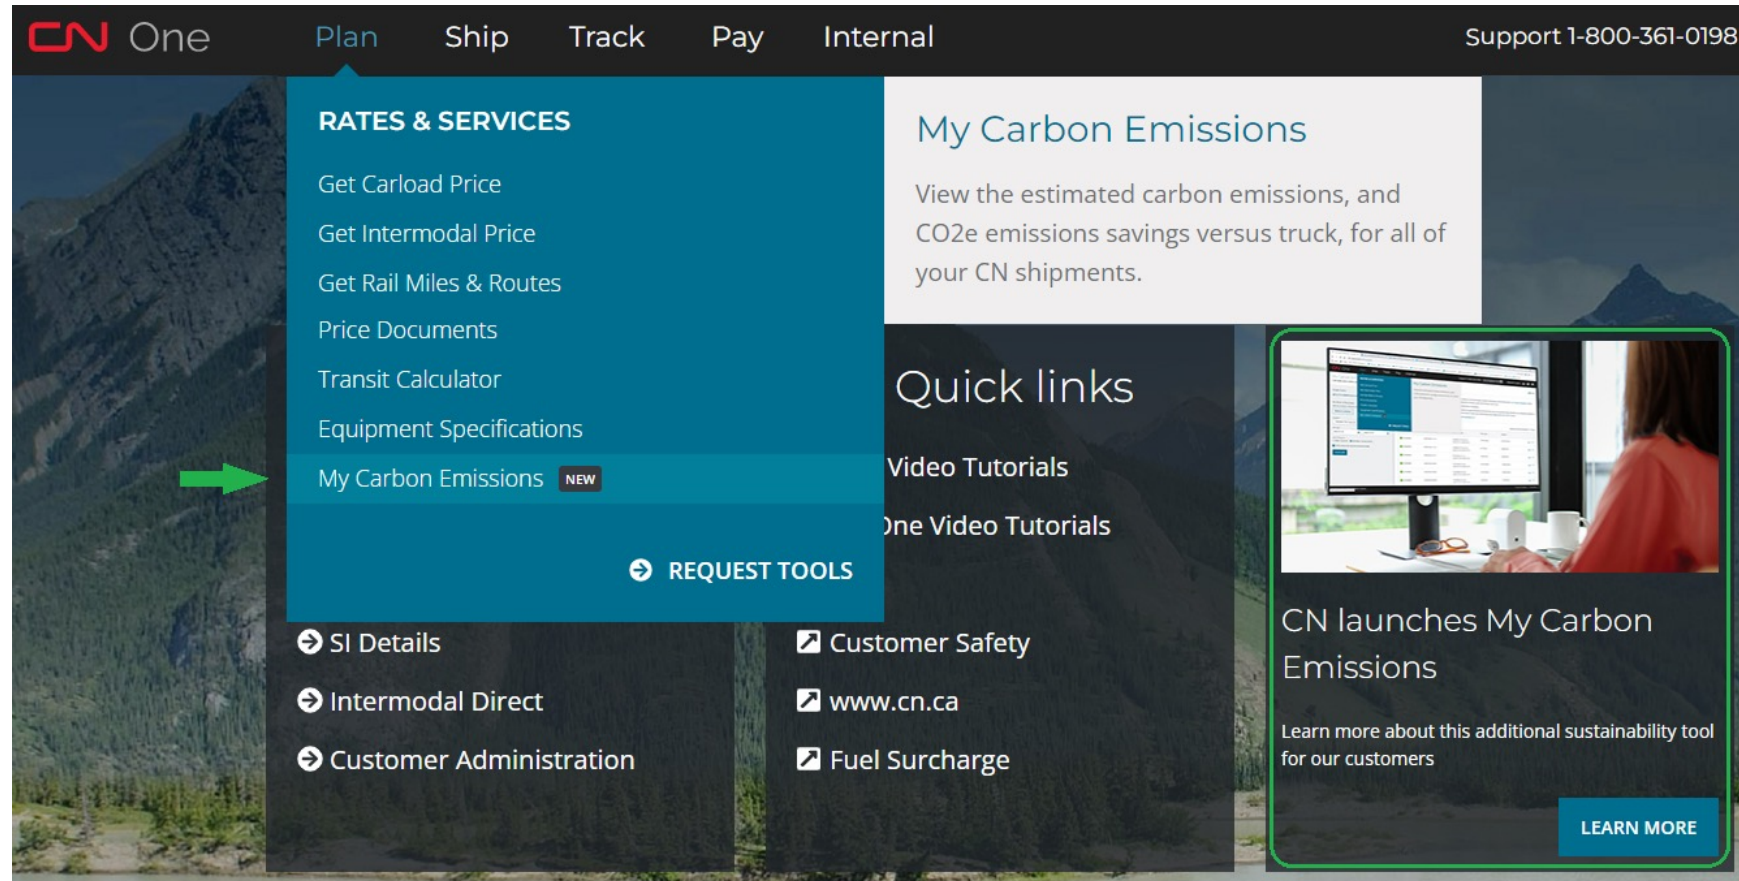 CN One
Plan
Ship
Track
Pay
Internal
Support 1-800-361-0198
RATES & SERVICES
Get Carload Price
Get Intermodal Price
Get Rail Miles & Routes
Price Documents
Transit Calculator
Equipment Specifications
My Carbon Emissions NEW
REQUEST TOOLS
My Carbon Emissions
View the estimated carbon emissions, and
CO2e emissions savings versus truck, for all of
your CN shipments.
SI Details
Intermodal Direct
Customer Administration
Quick links
Video Tutorials
One Video Tutorials
Customer Safety
www.cn.ca
Fuel Surcharge
CN launches My Carbon
Emissions
Learn more about this additional sustainability tool
for our customers
LEARN MORE